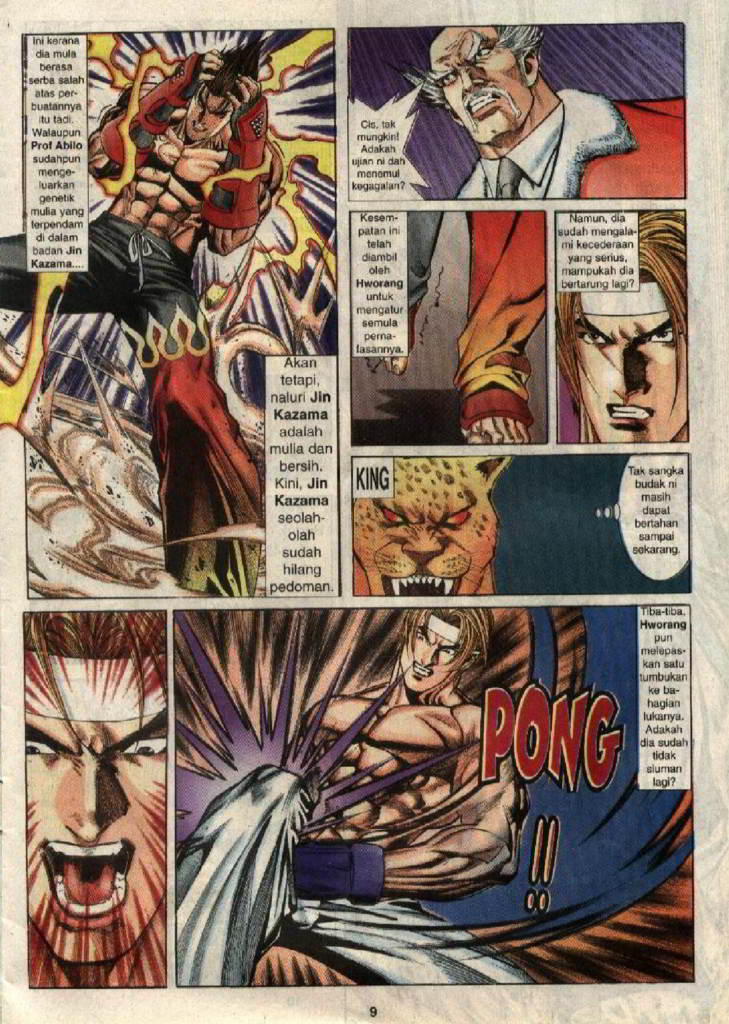 Ini kerana
dia mula
berasa
serba salah
atas per-
buatannya
itu tadi.
Walaupun
Prof Abilo
sudahpun
menge-
luarkan
genetik
mulia yang
terpendam
di dalam
badan Jin
Kazama....
Akan
tetapi,
naluri Jin
Kazama
adalah
mulia dan
bersih.
Kini, Jin
Kazama
seolah-
olah
sudah
hilang
pedoman.
Cis, tak
mungkin!
Adakah
ujian ni dah
menemui
kegagalan?
Kesem-
patan ini
telah
diambil
oleh
Hworang
untuk
mengatur
semula
perna-
fasannya.
Namun, dia
sudah mengala-
mi kecederaan
yang serius,
mampukah dia
bertarung lagi?
KING
Tak sangka
budak ni
masih
dapat
bertahan
sampai
sekarang.
Tiba-tiba,
Hworang
pun
melepas-
kan satu
tumbukan
ke ba-
hagian
lukanya.
Adakah
dia sudah
tidak
siuman
lagi?
PONG
!!
9